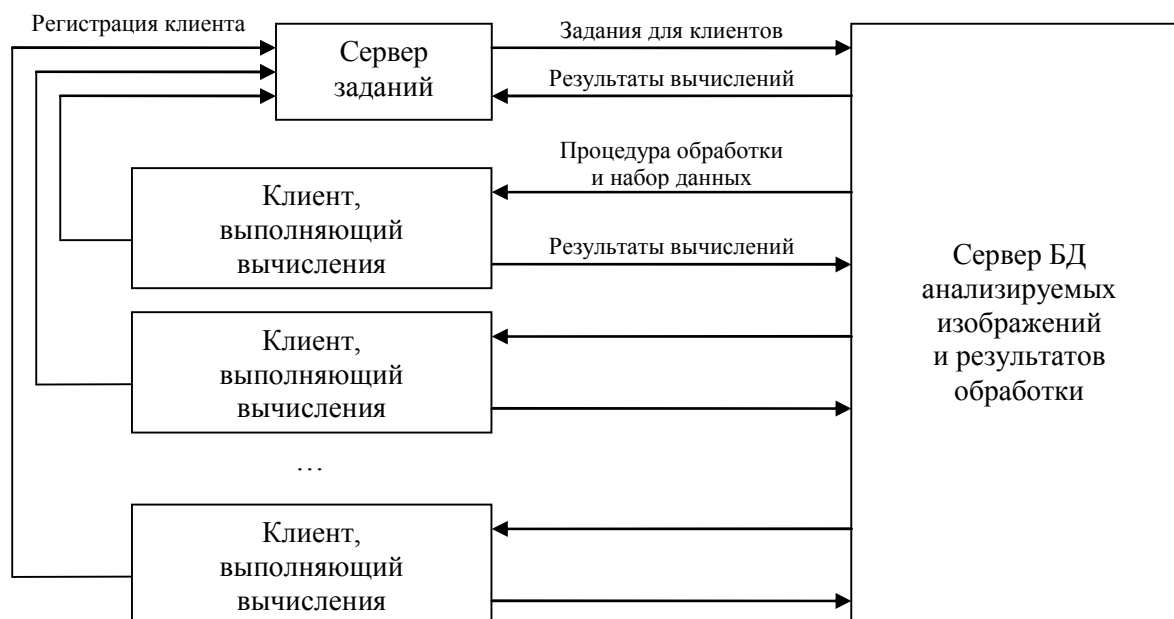 Регистрация клиента
Сервер
заданий
Задания для клиентов
Результаты вычислений
Процедура обработки
и набор данных
Клиент,
выполняющий
вычисления
Результаты вычислений
Сервер БД
анализируемых
изображений
и результатов
обработки
Клиент,
выполняющий
вычисления
…
Клиент,
выполняющий
вычисления